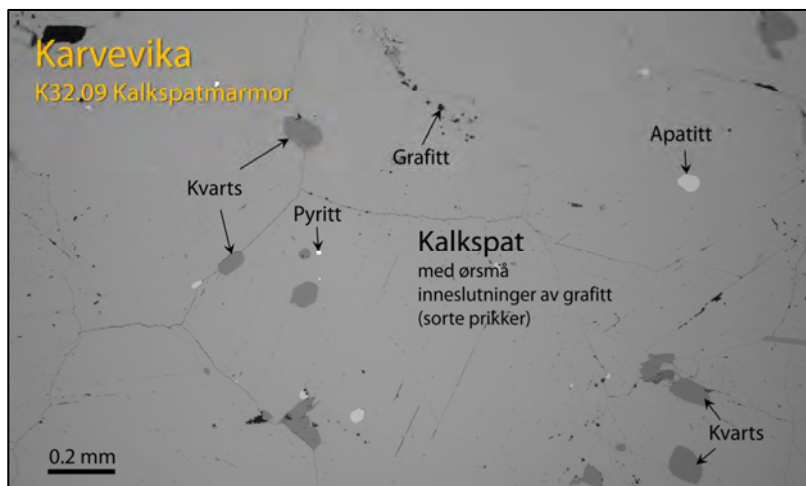 Karvevika
K32.09 Kalkspatmarmor
Grafitt
Apatitt
Kvarts
Pyritt
Kalkspat
med ørsmå
inneslutninger av grafitt
(sorte prikker)
Kvarts
0.2 mm